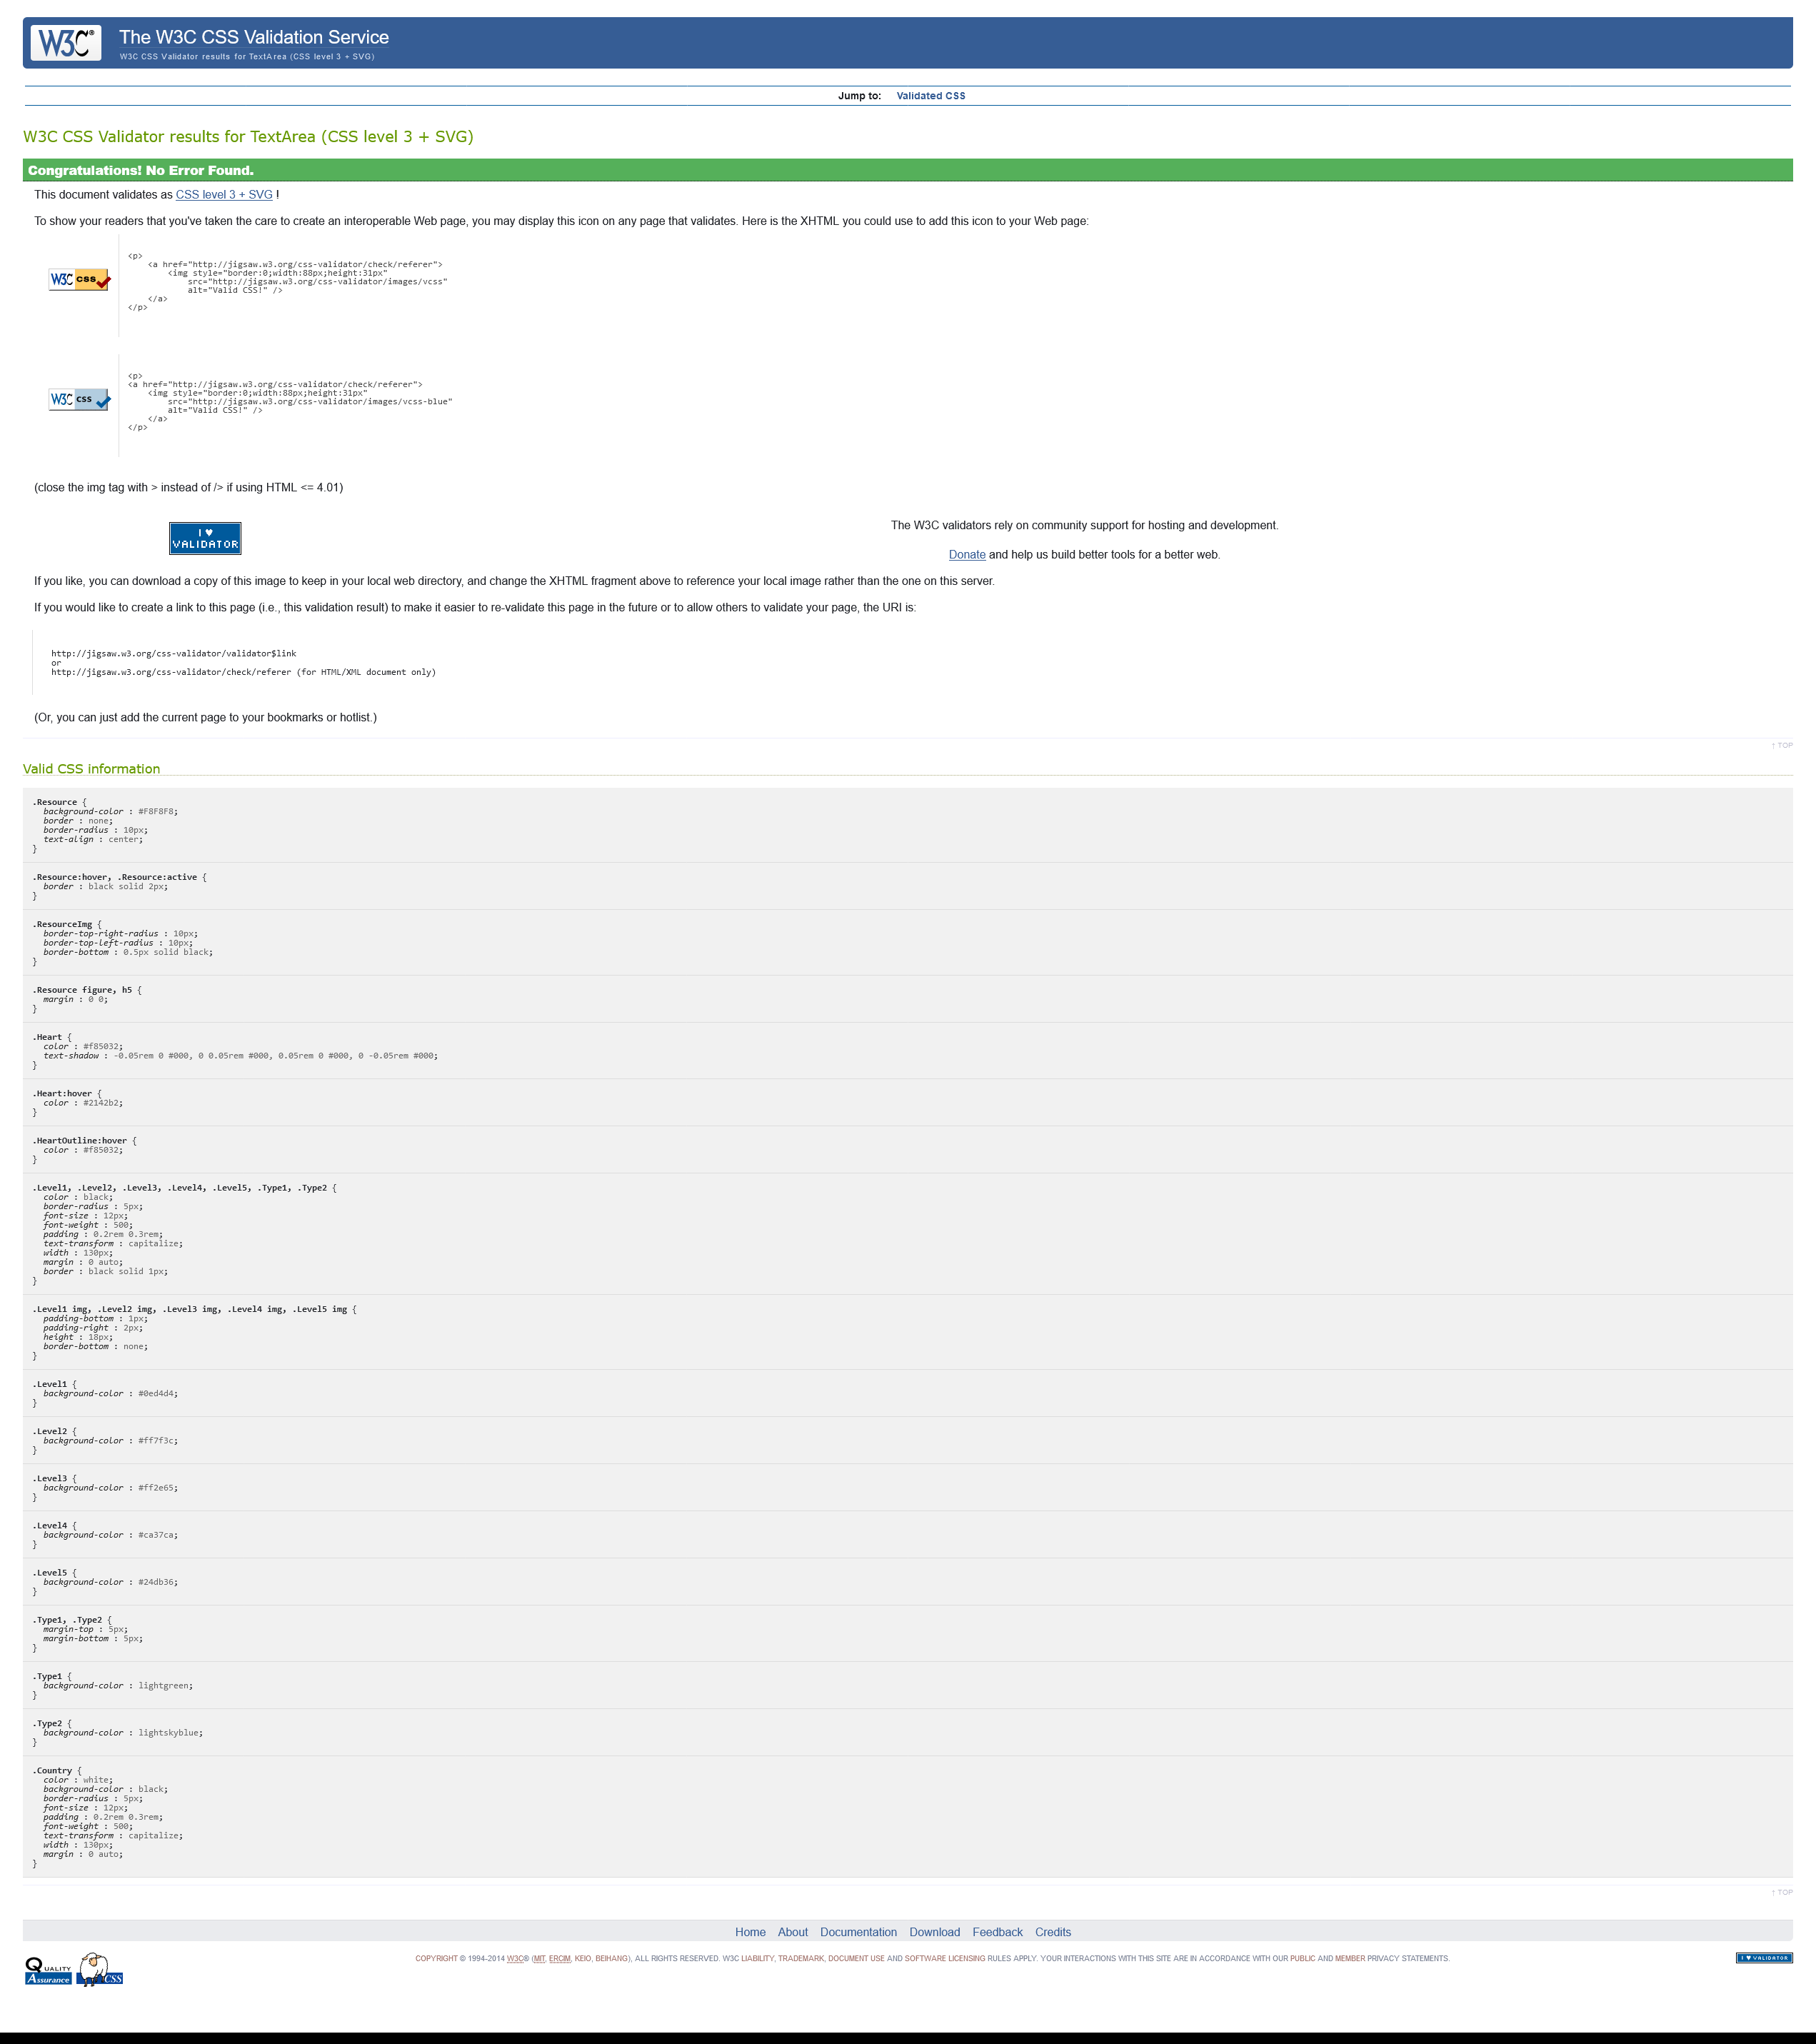 W3C®
The W3C CSS Validation Service
W3C CSS Validator results for TextArea (CSS level 3 + SVG)
Jump to: Validated CSS
W3C CSS Validator results for TextArea (CSS level 3 + SVG)
Congratulations! No Error Found.
This document validates as CSS level 3 + SVG !
To show your readers that you've taken the care to create an interoperable Web page, you may display this icon on any page that validates. Here is the XHTML you could use to add this icon to your Web page:
W3C css
<p>
<a href="http://jigsaw.w3.org/css-validator/check/referer">
<img style="border:0;width:88px;height:31px"
src="http://jigsaw.w3.org/css-validator/images/vcss"
alt="Valid CSS!" />
</a>
</p>
W3C css
<p>
<a href="http://jigsaw.w3.org/css-validator/check/referer">
<img style="border:0;width:88px;height:31px"
src="http://jigsaw.w3.org/css-validator/images/vcss-blue"
alt="Valid CSS!" />
</a>
</p>
(close the img tag with > instead of /> if using HTML <= 4.01)
I ♥
VALIDATOR
The W3C validators rely on community support for hosting and development.
Donate and help us build better tools for a better web.
If you like, you can download a copy of this image to keep in your local web directory, and change the XHTML fragment above to reference your local image rather than the one on this server.
If you would like to create a link to this page (i.e., this validation result) to make it easier to re-validate this page in the future or to allow others to validate your page, the URI is:
http://jigsaw.w3.org/css-validator/validator$link
or
http://jigsaw.w3.org/css-validator/check/referer (for HTML/XML document only)
(Or, you can just add the current page to your bookmarks or hotlist.)
↑ TOP
Valid CSS information
.Resource {
background-color : #F8F8F8;
border : none;
border-radius : 10px;
text-align : center;
}
.Resource:hover, .Resource:active {
border : black solid 2px;
}
.ResourceImg {
border-top-right-radius : 10px;
border-top-left-radius : 10px;
border-bottom : 0.5px solid black;
}
.Resource figure, h5 {
margin : 0 0;
}
.Heart {
color : #f85032;
text-shadow : -0.05rem 0 #000, 0 0.05rem #000, 0.05rem 0 #000, 0 -0.05rem #000;
}
.Heart:hover {
color : #2142b2;
}
.HeartOutline:hover {
color : #f85032;
}
.Level1, .Level2, .Level3, .Level4, .Level5, .Type1, .Type2 {
color : black;
border-radius : 5px;
font-size : 12px;
font-weight : 500;
padding : 0.2rem 0.3rem;
text-transform : capitalize;
width : 130px;
margin : 0 auto;
border : black solid 1px;
}
.Level1 img, .Level2 img, .Level3 img, .Level4 img, .Level5 img {
padding-bottom : 1px;
padding-right : 2px;
height : 18px;
border-bottom : none;
}
.Level1 {
background-color : #0ed4d4;
}
.Level2 {
background-color : #ff7f3c;
}
.Level3 {
background-color : #ff2e65;
}
.Level4 {
background-color : #ca37ca;
}
.Level5 {
background-color : #24db36;
}
.Type1, .Type2 {
margin-top : 5px;
margin-bottom : 5px;
}
.Type1 {
background-color : lightgreen;
}
.Type2 {
background-color : lightskyblue;
}
.Country {
color : white;
background-color : black;
border-radius : 5px;
font-size : 12px;
padding : 0.2rem 0.3rem;
font-weight : 500;
text-transform : capitalize;
width : 130px;
margin : 0 auto;
}
↑ TOP
Home About Documentation Download Feedback Credits
QUALITY
Assurance
CSS
COPYRIGHT © 1994-2014 W3C® (MIT, ERCIM, KEIO, BEIHANG), ALL RIGHTS RESERVED. W3C LIABILITY, TRADEMARK, DOCUMENT USE AND SOFTWARE LICENSING RULES APPLY. YOUR INTERACTIONS WITH THIS SITE ARE IN ACCORDANCE WITH OUR PUBLIC AND MEMBER PRIVACY STATEMENTS.
I ♥ VALIDATOR